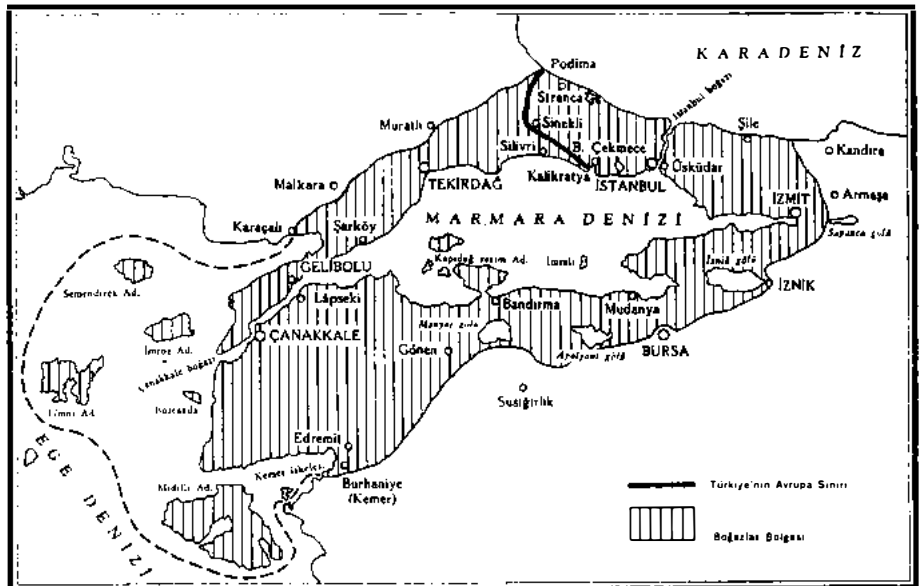 KARADENİZ
Podima
İstanbul boğazı
Sinekli
Şile
Muratlı
Silivri
B. Çekmece
Kandıra
Üsküdar
Kalikratya
İSTANBUL
TEKİRDAĞ
Malkara
Armaşa
İZMİT
Karaçalı
Şarköy
MARMARA DENİZİ
Sapanca gölü
GELİBOLU
Kapıdağ
Ad.
İmralı
İznik gölü
Semendirek Ad.
Lâpseki
İZNİK
Bandırma
Mudanya
ÇANAKKALE
Manyas gölü
İmroz Ad.
Gönen
Apolyont gölü
BURSA
Çanakkale boğazı
Limni Ad.
Bozcaada
Susığırlık
EGE DENİZİ
Edremit
Kemer iskelesi
Burhaniye
(Kemer)
Midilli Ad.
Türkiye'nin Avrupa Sınırı
Boğazlar Bölgesi